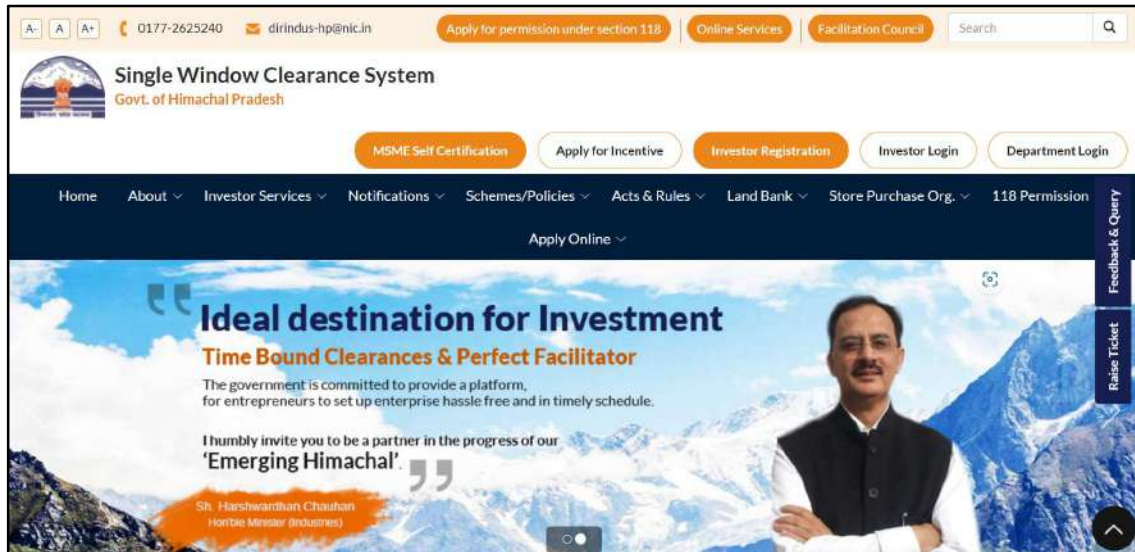 A- A A+ 0177-2625240 dirindus-hp@nic.in Apply for permission under section 118 Online Services Facilitation Council Search
Single Window Clearance System
Govt. of Himachal Pradesh
MSME Self Certification Apply for Incentive Investor Registration Investor Login Department Login
Home About Investor Services Notifications Schemes/Policies Acts & Rules Land Bank Store Purchase Org. 118 Permission
Apply Online
Feedback & Query
Raise Ticket
"Ideal destination for Investment
Time Bound Clearances & Perfect Facilitator
The government is committed to provide a platform,
for entrepreneurs to set up enterprise hassle free and in timely schedule.
I humbly invite you to be a partner in the progress of our
'Emerging Himachal'."
Sh. Harshwardhan Chauhan
Hon'ble Minister (Industries)